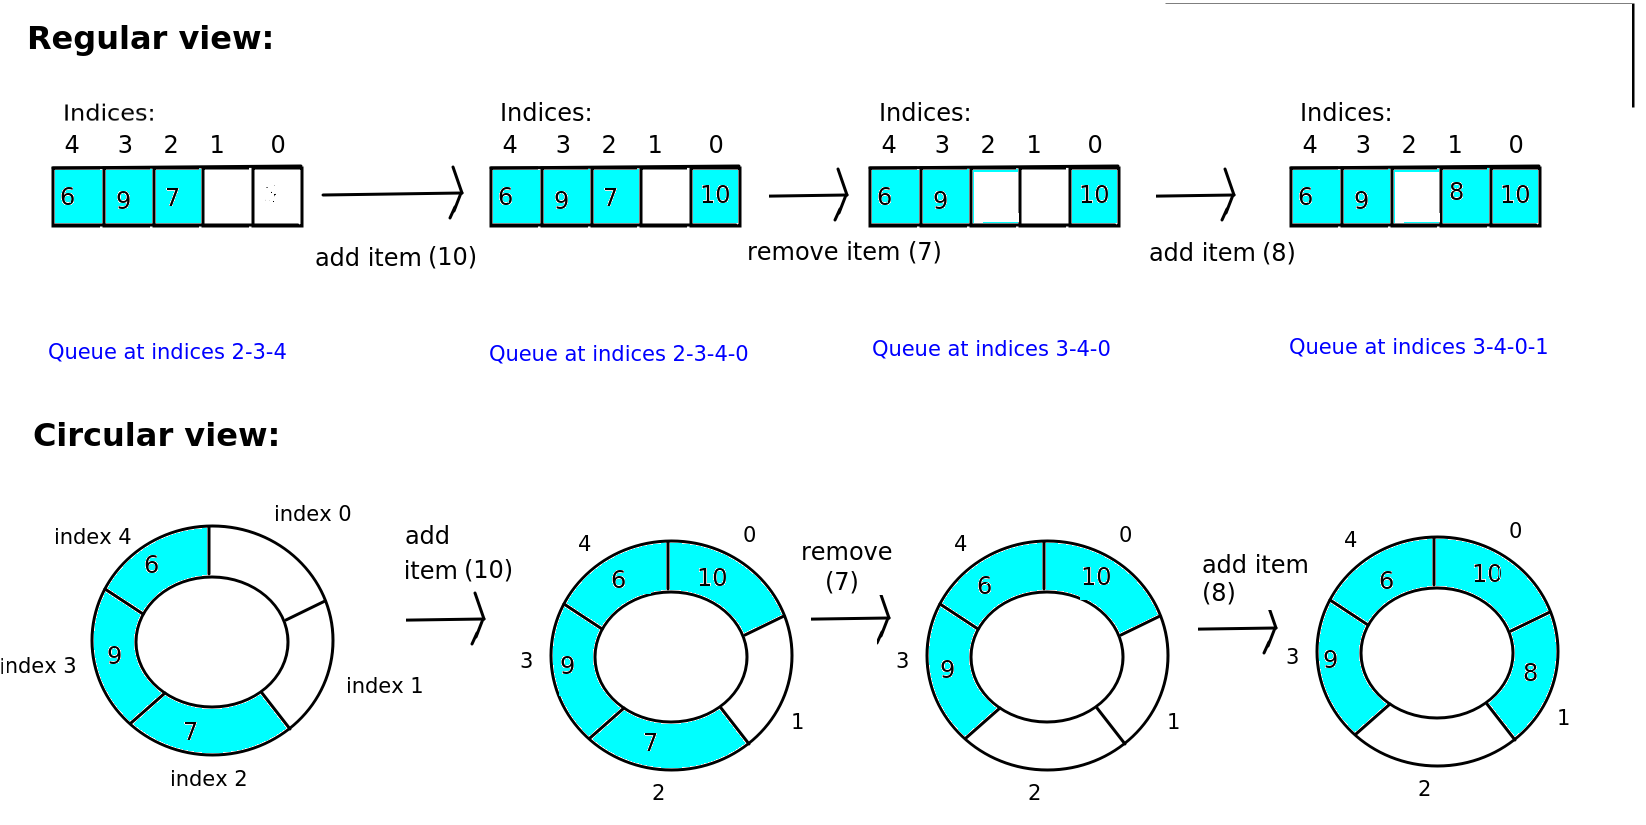 Regular view:
Indices:
4 3 2 1 0
6 9 7
add item (10)
Indices:
4 3 2 1 0
6 9 7 10
remove item (7)
Indices:
4 3 2 1 0
6 9 10
add item (8)
Indices:
4 3 2 1 0
6 9 8 10
Queue at indices 2-3-4
Queue at indices 2-3-4-0
Queue at indices 3-4-0
Queue at indices 3-4-0-1
Circular view:
index 0
index 4
6
9
index 3
index 1
7
index 2
add
item (10)
4
0
6
10
3
9
1
7
2
remove
(7)
4
0
6
10
3
9
1
2
add item
(8)
4
0
6
10
3
9
8
1
2